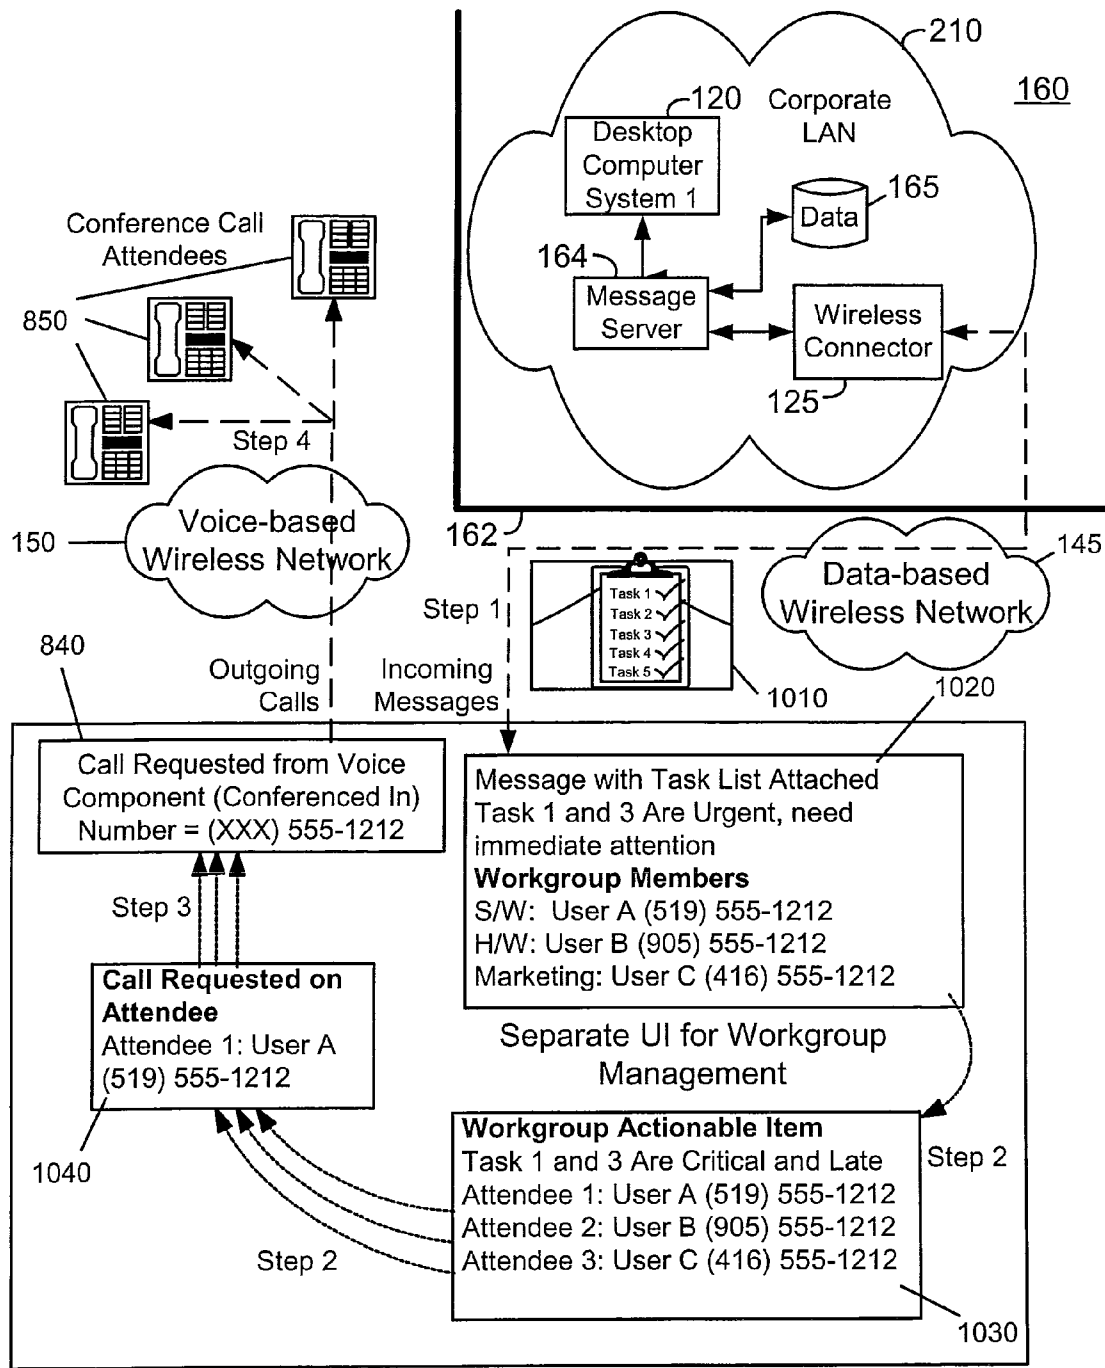 210
160
120
Corporate
LAN
Desktop
Computer
System 1
165
Data
164
Message
Server
Wireless
Connector
125
Conference Call
Attendees
850
Step 4
Voice-based
Wireless Network
150
162
145
Data-based
Wireless Network
Step 1
Task 1
Task 2
Task 3
Task 4
Task 5
1010
840
Outgoing
Calls
Incoming
Messages
1020
Call Requested from Voice
Component (Conferenced In)
Number = (XXX) 555-1212
Message with Task List Attached
Task 1 and 3 Are Urgent, need
immediate attention
Workgroup Members
S/W: User A (519) 555-1212
H/W: User B (905) 555-1212
Marketing: User C (416) 555-1212
Step 3
Call Requested on
Attendee
Attendee 1: User A
(519) 555-1212
1040
Separate UI for Workgroup
Management
Step 2
Workgroup Actionable Item
Task 1 and 3 Are Critical and Late
Attendee 1: User A (519) 555-1212
Attendee 2: User B (905) 555-1212
Attendee 3: User C (416) 555-1212
Step 2
1030